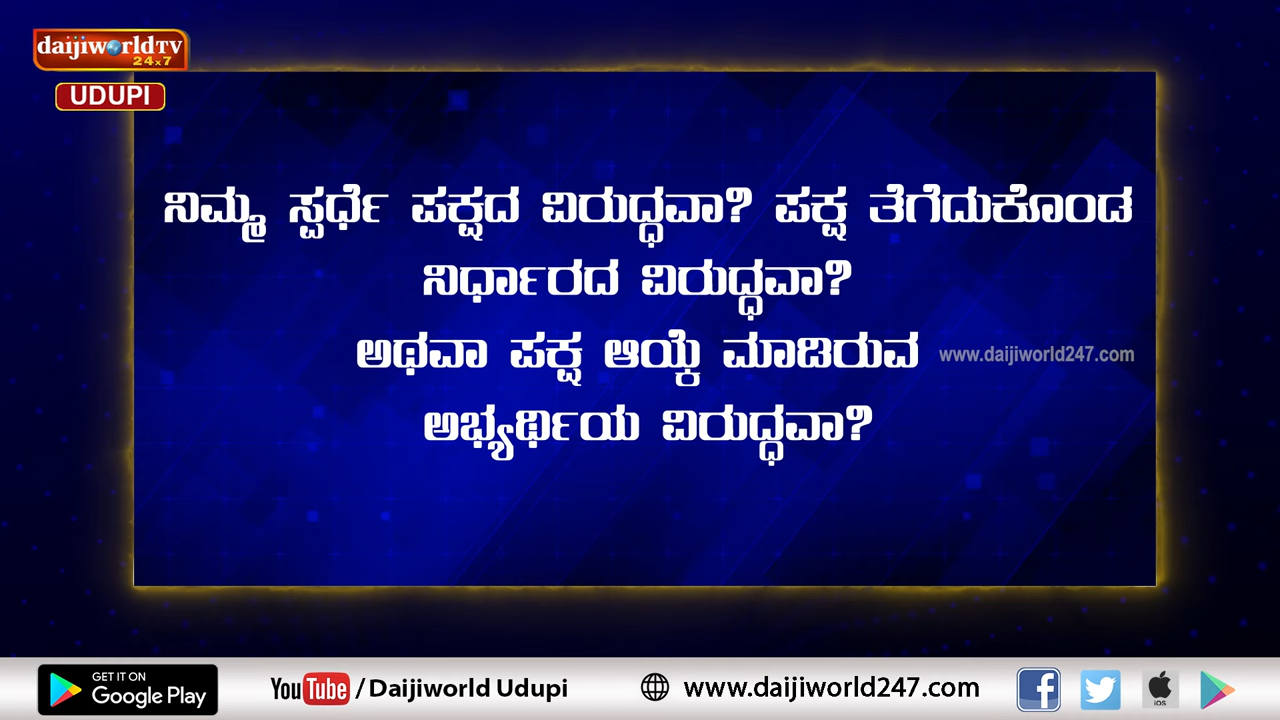 daijiworldTV
24x7
UDUPI
ನಿಮ್ಮ ಸ್ಪರ್ಧೆ ಪಕ್ಷದ ವಿರುದ್ಧವಾ? ಪಕ್ಷ ತೆಗೆದುಕೊಂಡ
ನಿರ್ಧಾರದ ವಿರುದ್ಧವಾ?
ಅಥವಾ ಪಕ್ಷ ಆಯ್ಕೆ ಮಾಡಿರುವ
www.daijiworld247.com
ಅಭ್ಯರ್ಥಿಯ ವಿರುದ್ಧವಾ?
GET IT ON
Google Play
YouTube / Daijiworld Udupi
www.daijiworld247.com
iOS